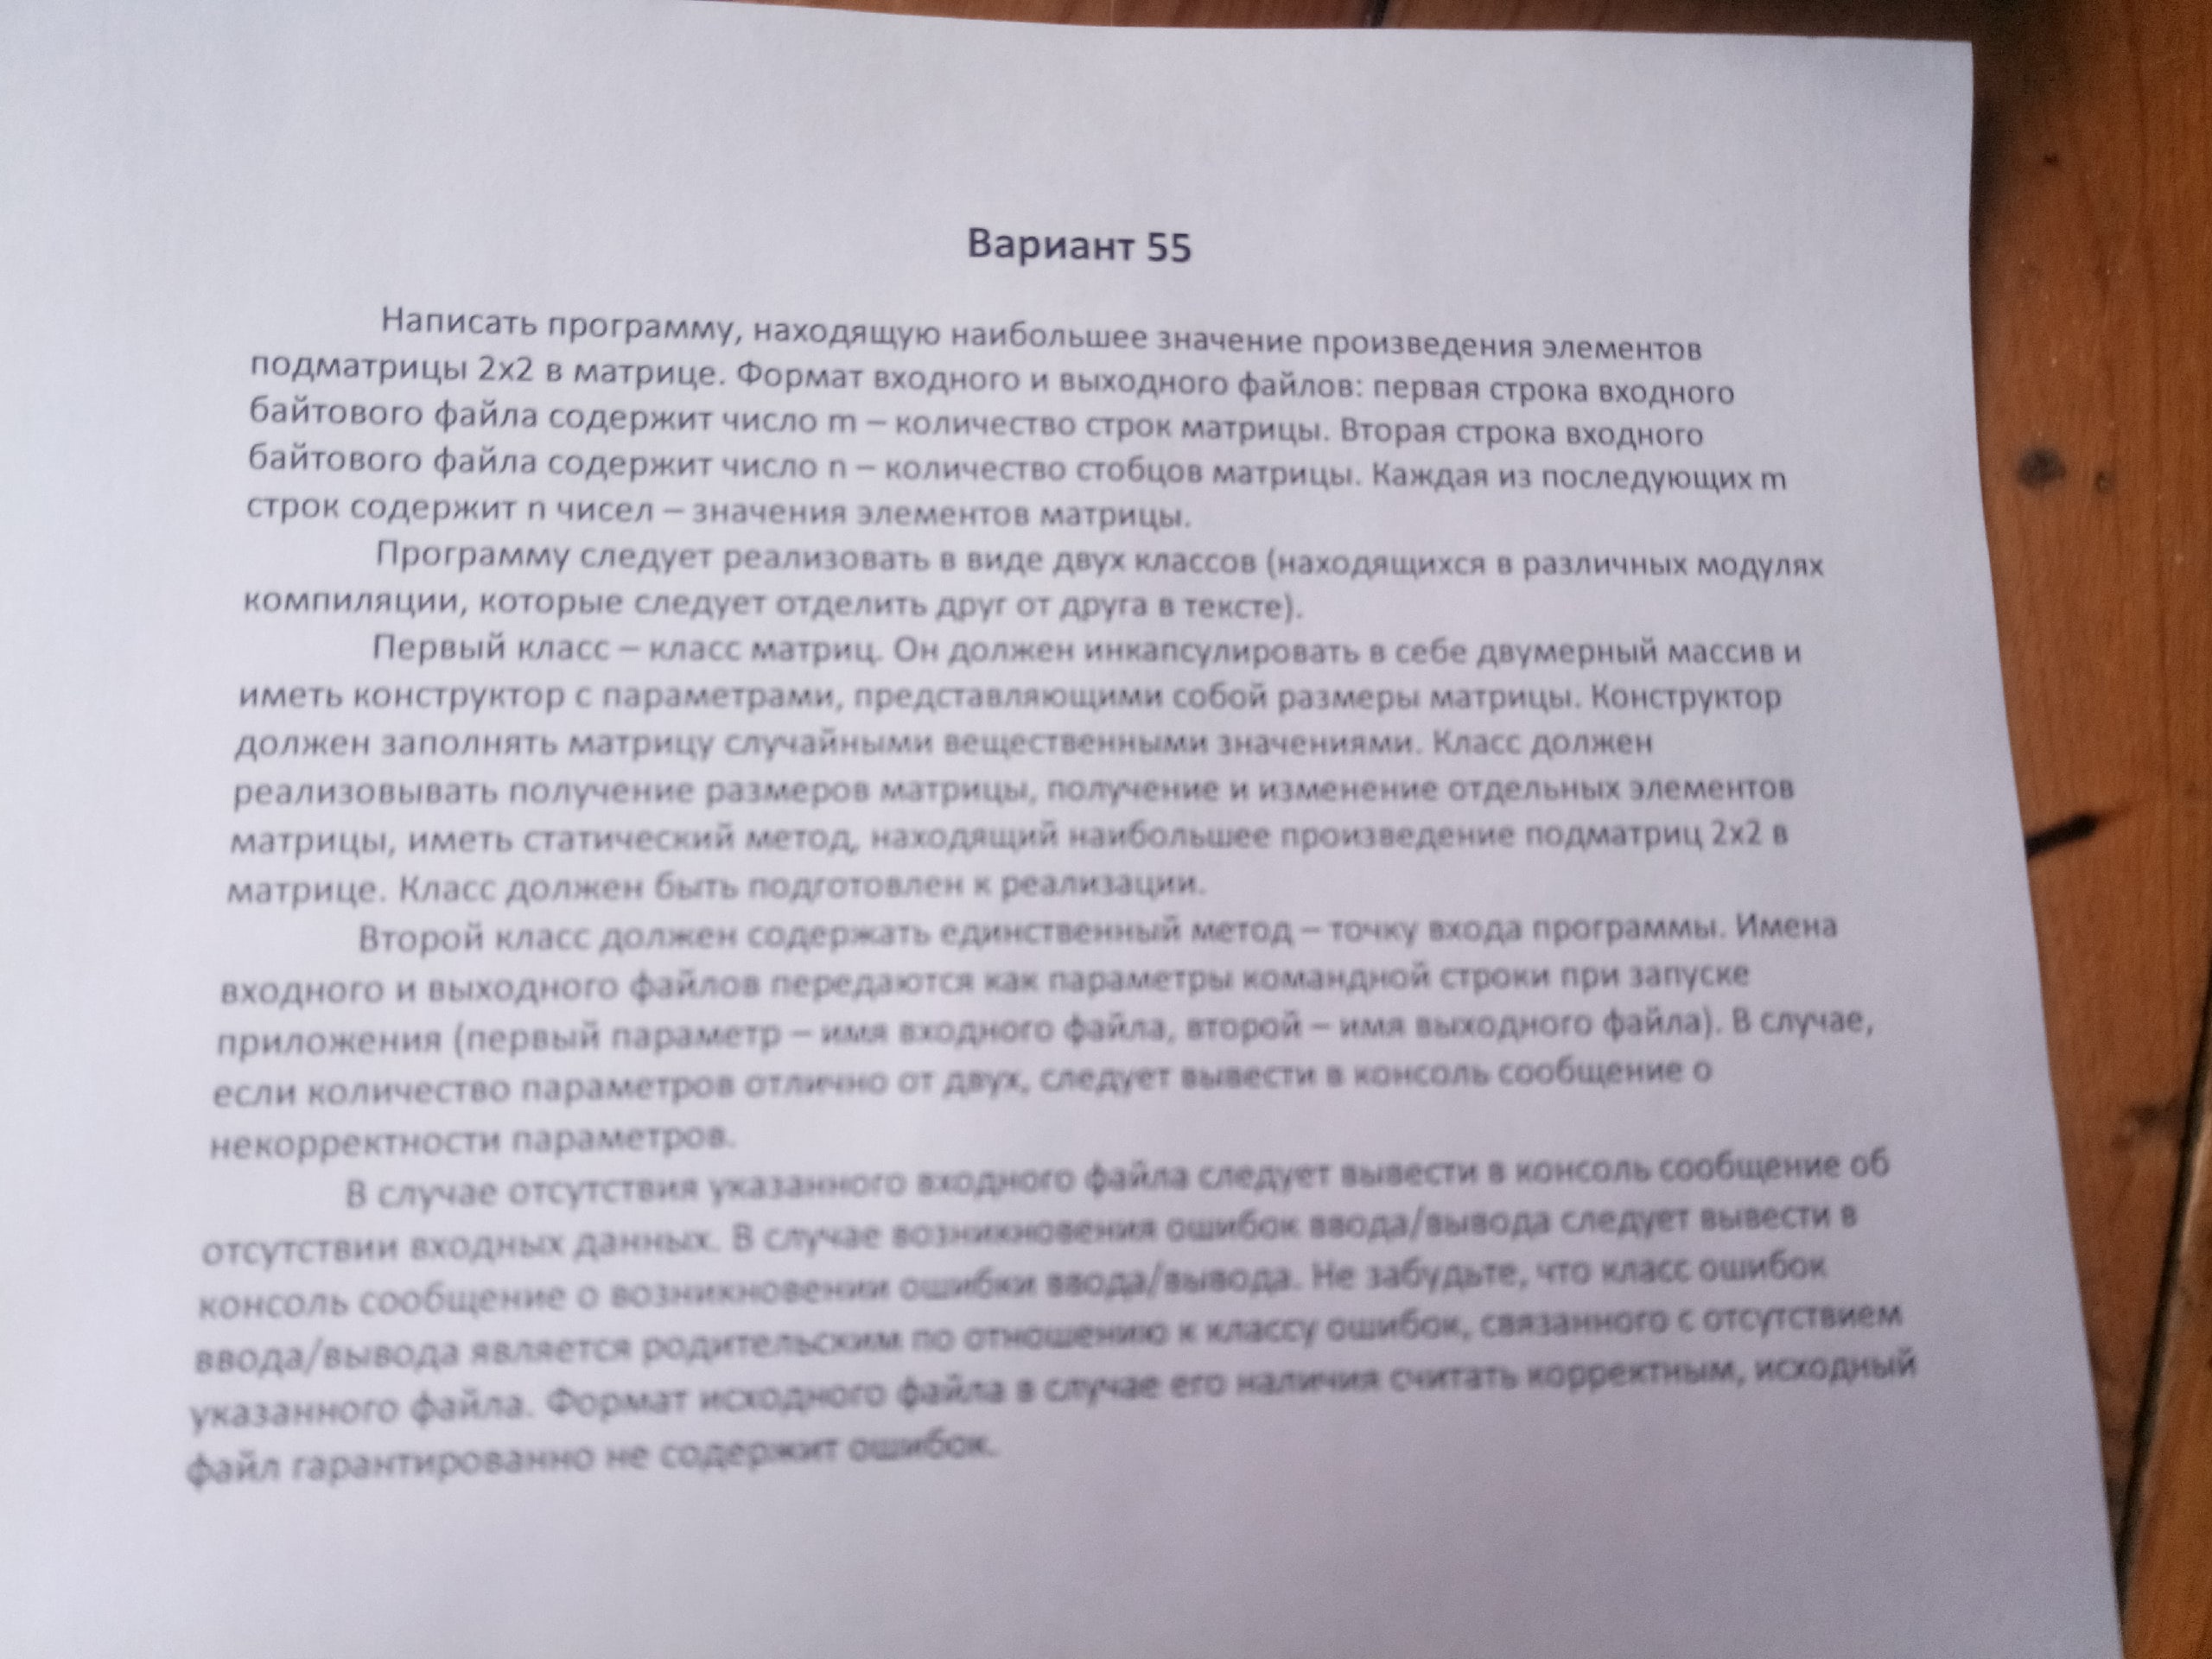 Вариант 55
Написать программу, находящую наибольшее значение произведения элементов
подматрицы 2х2 в матрице. Формат входного и выходного файлов: первая строка входного
байтового файла содержит число m – количество строк матрицы. Вторая строка входного
байтового файла содержит число n – количество стобцов матрицы. Каждая из последующих m
строк содержит n чисел – значения элементов матрицы.
Программу следует реализовать в виде двух классов (находящихся в различных модулях
компиляции, которые следует отделить друг от друга в тексте).
Первый класс – класс матриц. Он должен инкапсулировать в себе двумерный массив и
иметь конструктор с параметрами, представляющими собой размеры матрицы. Конструктор
должен заполнять матрицу случайными вещественными значениями. Класс должен
реализовывать получение размеров матрицы, получение и изменение отдельных элементов
матрицы, иметь статический метод, находящий наибольшее произведение подматриц 2х2 в
матрице. Класс должен быть подготовлен к реализации.
Второй класс должен содержать единственный метод – точку входа программы. Имена
входного и выходного файлов передаются как параметры командной строки при запуске
приложения (первый параметр – имя входного файла, второй – имя выходного файла). В случае,
если количество параметров отлично от двух, следует вывести в консоль сообщение о
некорректности параметров.
В случае отсутствия указанного входного файла следует вывести в консоль сообщение об
отсутствии входных данных. В случае возникновения ошибок ввода/вывода следует вывести в
консоль сообщение о возникновении ошибки ввода/вывода. Не забудьте, что класс ошибок
ввода/вывода является родительским по отношению к классу ошибок, связанного с отсутствием
указанного файла. Формат исходного файла в случае его наличия считать корректным, исходный
файл гарантированно не содержит ошибок.